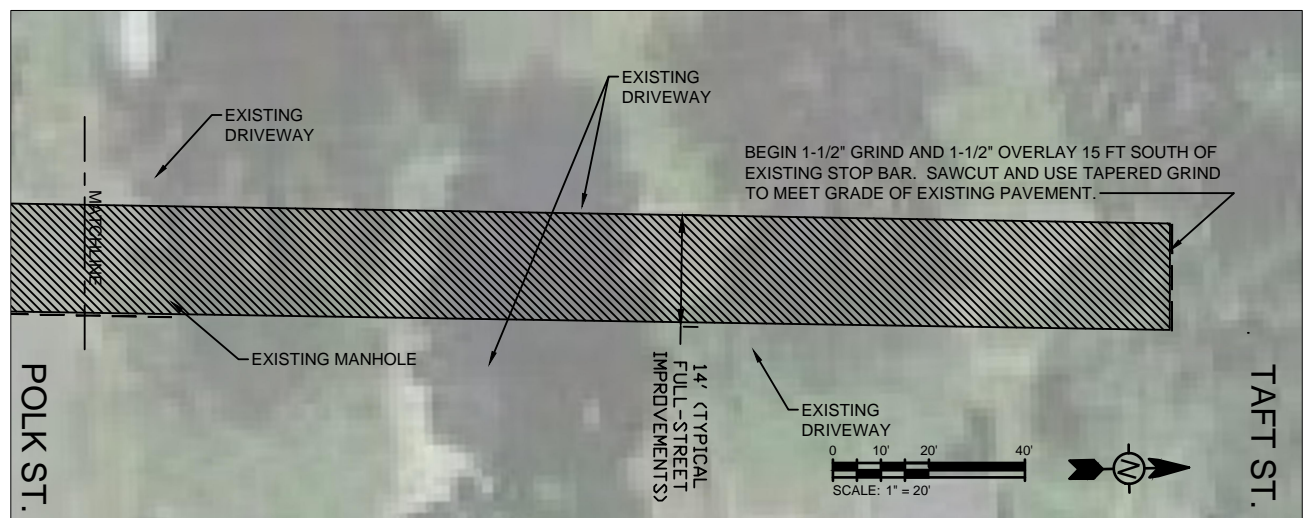 EXISTING
DRIVEWAY
EXISTING
DRIVEWAY
BEGIN 1-1/2" GRIND AND 1-1/2" OVERLAY 15 FT SOUTH OF
EXISTING STOP BAR. SAWCUT AND USE TAPERED GRIND
TO MEET GRADE OF EXISTING PAVEMENT.
MATCHLINE
EXISTING MANHOLE
14' (TYPICAL
FULL-STREET
IMPROVEMENTS)
EXISTING
DRIVEWAY
0 10' 20' 40'
SCALE: 1" = 20'
N
POLK ST.
TAFT ST.